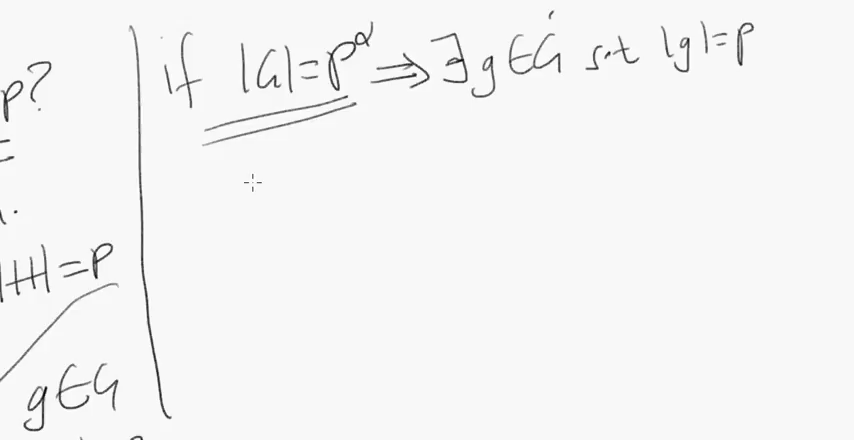 if |G|=p^α ⇒ ∃ g∈G s.t |g|=p
p?
=
|H|=p
g∈G